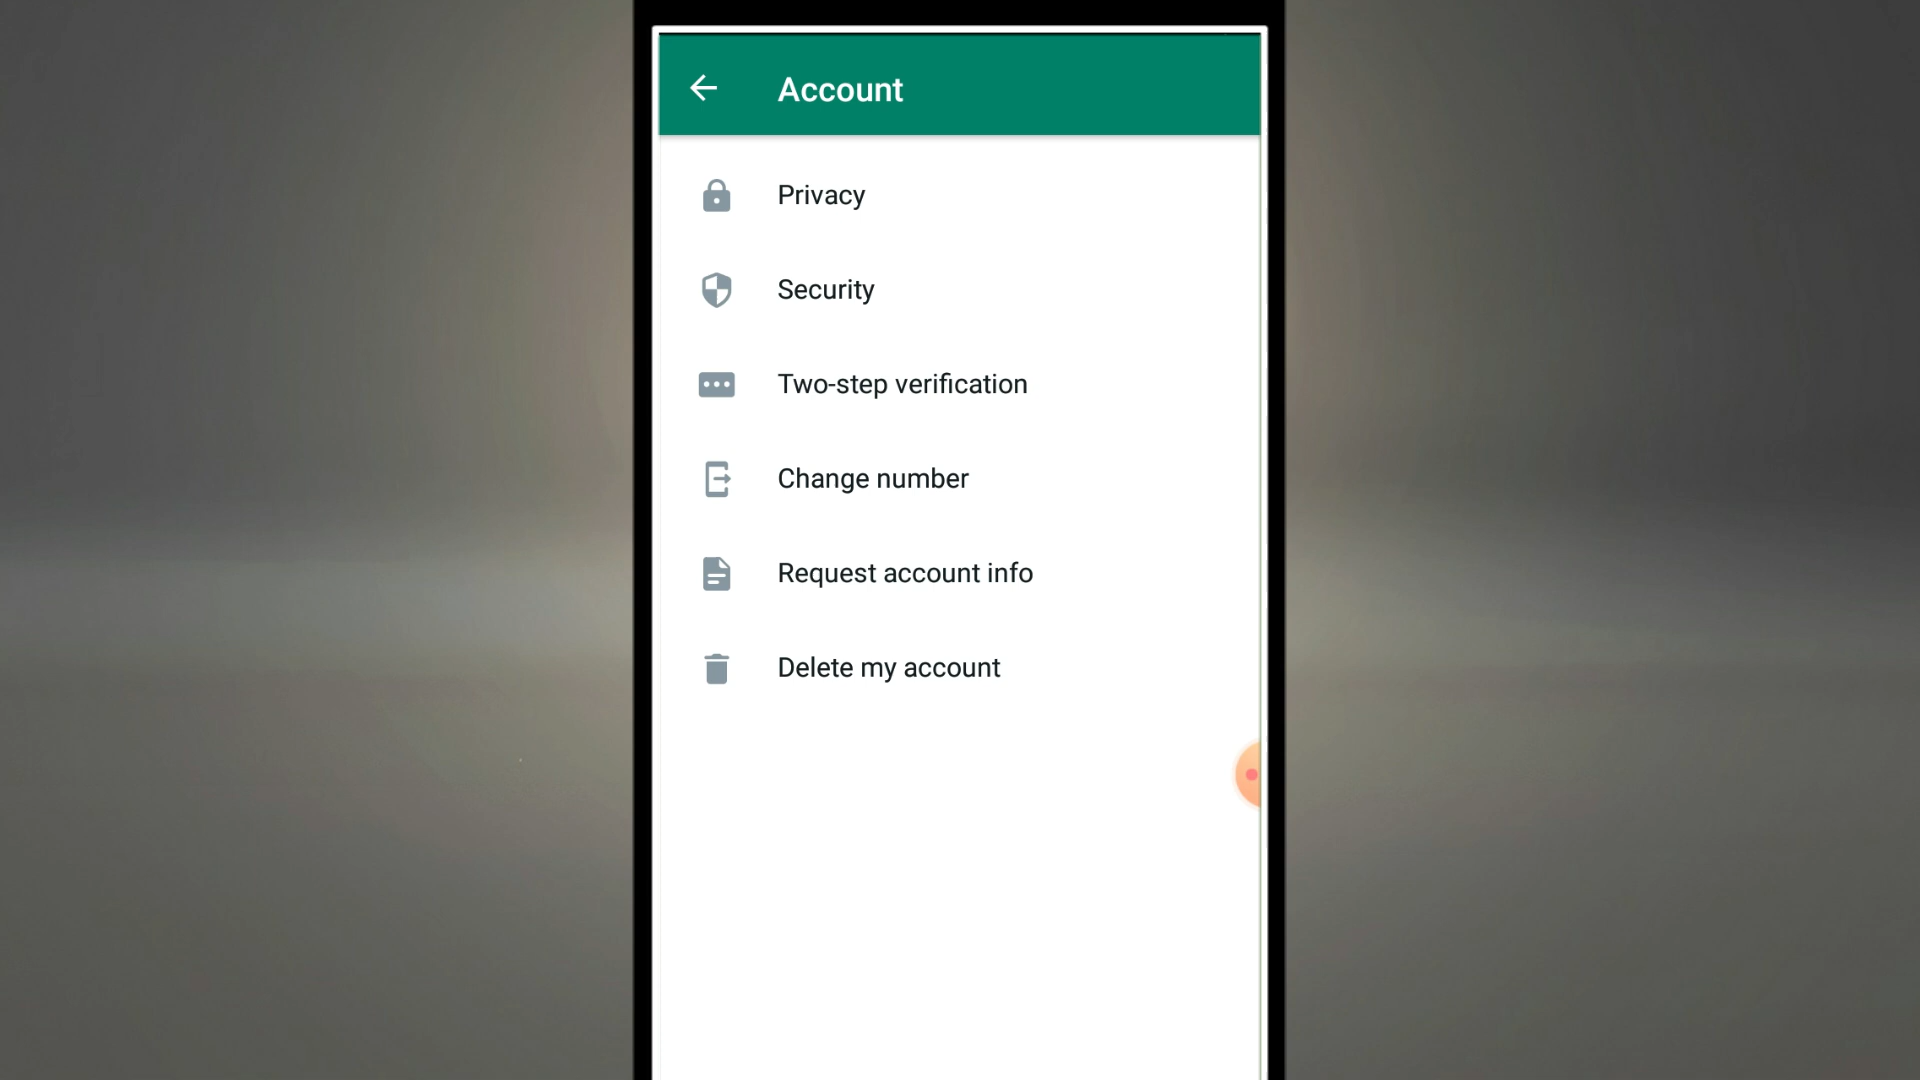 Account
Privacy
Security
Two-step verification
Change number
Request account info
Delete my account